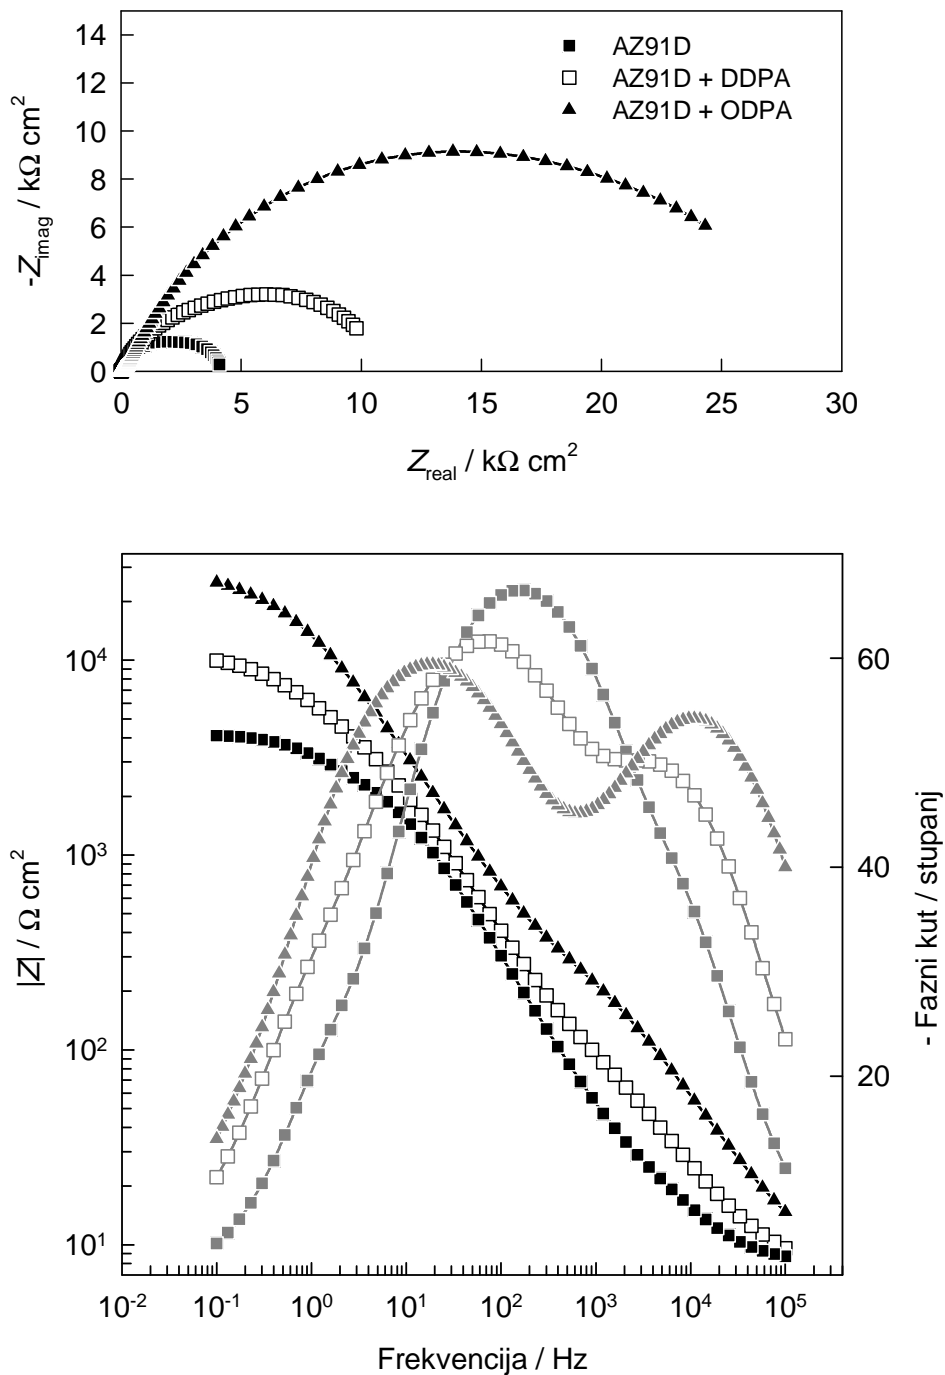 14
12
10
8
6
4
2
0
-Zimag / kΩ cm2
AZ91D
AZ91D + DDPA
AZ91D + ODPA
0 5 10 15 20 25 30
Zreal / kΩ cm2
104
103
102
101
|Z| / Ω cm2
60
40
20
- Fazni kut / stupanj
10-2 10-1 100 101 102 103 104 105
Frekvencija / Hz